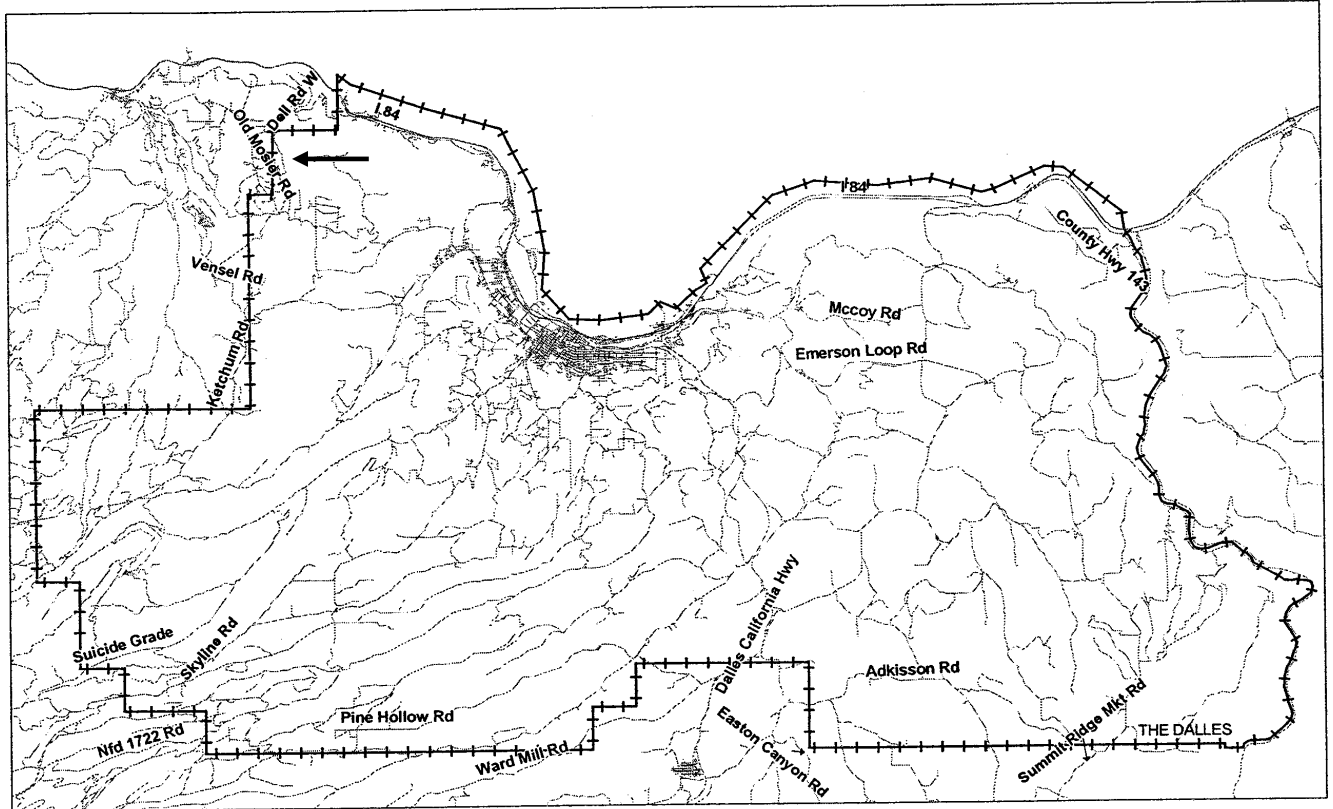 Dell Rd W
I 84
Old Mosier Rd
I 84
County Hwy 143
Vensel Rd
Mccoy Rd
Ketchum Rd
Emerson Loop Rd
Suicide Grade
Skyline Rd
Dalles California Hwy
Adkisson Rd
Pine Hollow Rd
Nfd 1722 Rd
Ward Mill Rd
Easton Canyon Rd
Summit Ridge Mkt Rd
THE DALLES